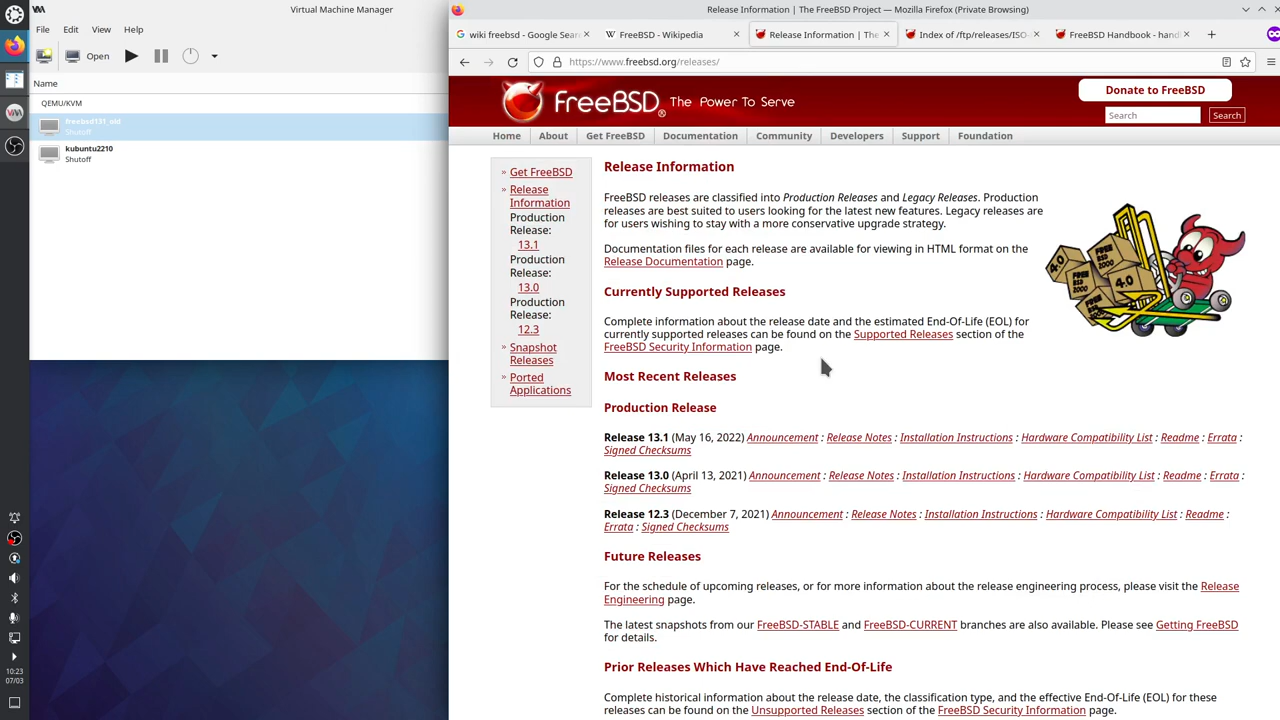 Virtual Machine Manager
File Edit View Help
Open
Name
QEMU/KVM
freebsd131_old
Shutoff
kubuntu2210
Shutoff
10:23
07/03
Release Information | The FreeBSD Project — Mozilla Firefox (Private Browsing)
wiki freebsd - Google Sear
FreeBSD - Wikipedia
Release Information | The
Index of /ftp/releases/ISO-
FreeBSD Handbook - hand
https://www.freebsd.org/releases/
FreeBSD® The Power To Serve
Donate to FreeBSD
Search Search
Home About Get FreeBSD Documentation Community Developers Support Foundation
» Get FreeBSD
» Release
Information
Production
Release:
13.1
Production
Release:
13.0
Production
Release:
12.3
» Snapshot
Releases
» Ported
Applications
Release Information
FreeBSD releases are classified into Production Releases and Legacy Releases. Production
releases are best suited to users looking for the latest new features. Legacy releases are
for users wishing to stay with a more conservative upgrade strategy.
Documentation files for each release are available for viewing in HTML format on the
Release Documentation page.
Currently Supported Releases
Complete information about the release date and the estimated End-Of-Life (EOL) for
currently supported releases can be found on the Supported Releases section of the
FreeBSD Security Information page.
4.0
FREE
BSD
2000
4.0
FREE
BSD
2000
Most Recent Releases
Production Release
Release 13.1 (May 16, 2022) Announcement : Release Notes : Installation Instructions : Hardware Compatibility List : Readme : Errata :
Signed Checksums
Release 13.0 (April 13, 2021) Announcement : Release Notes : Installation Instructions : Hardware Compatibility List : Readme : Errata :
Signed Checksums
Release 12.3 (December 7, 2021) Announcement : Release Notes : Installation Instructions : Hardware Compatibility List : Readme :
Errata : Signed Checksums
Future Releases
For the schedule of upcoming releases, or for more information about the release engineering process, please visit the Release
Engineering page.
The latest snapshots from our FreeBSD-STABLE and FreeBSD-CURRENT branches are also available. Please see Getting FreeBSD
for details.
Prior Releases Which Have Reached End-Of-Life
Complete historical information about the release date, the classification type, and the effective End-Of-Life (EOL) for these
releases can be found on the Unsupported Releases section of the FreeBSD Security Information page.